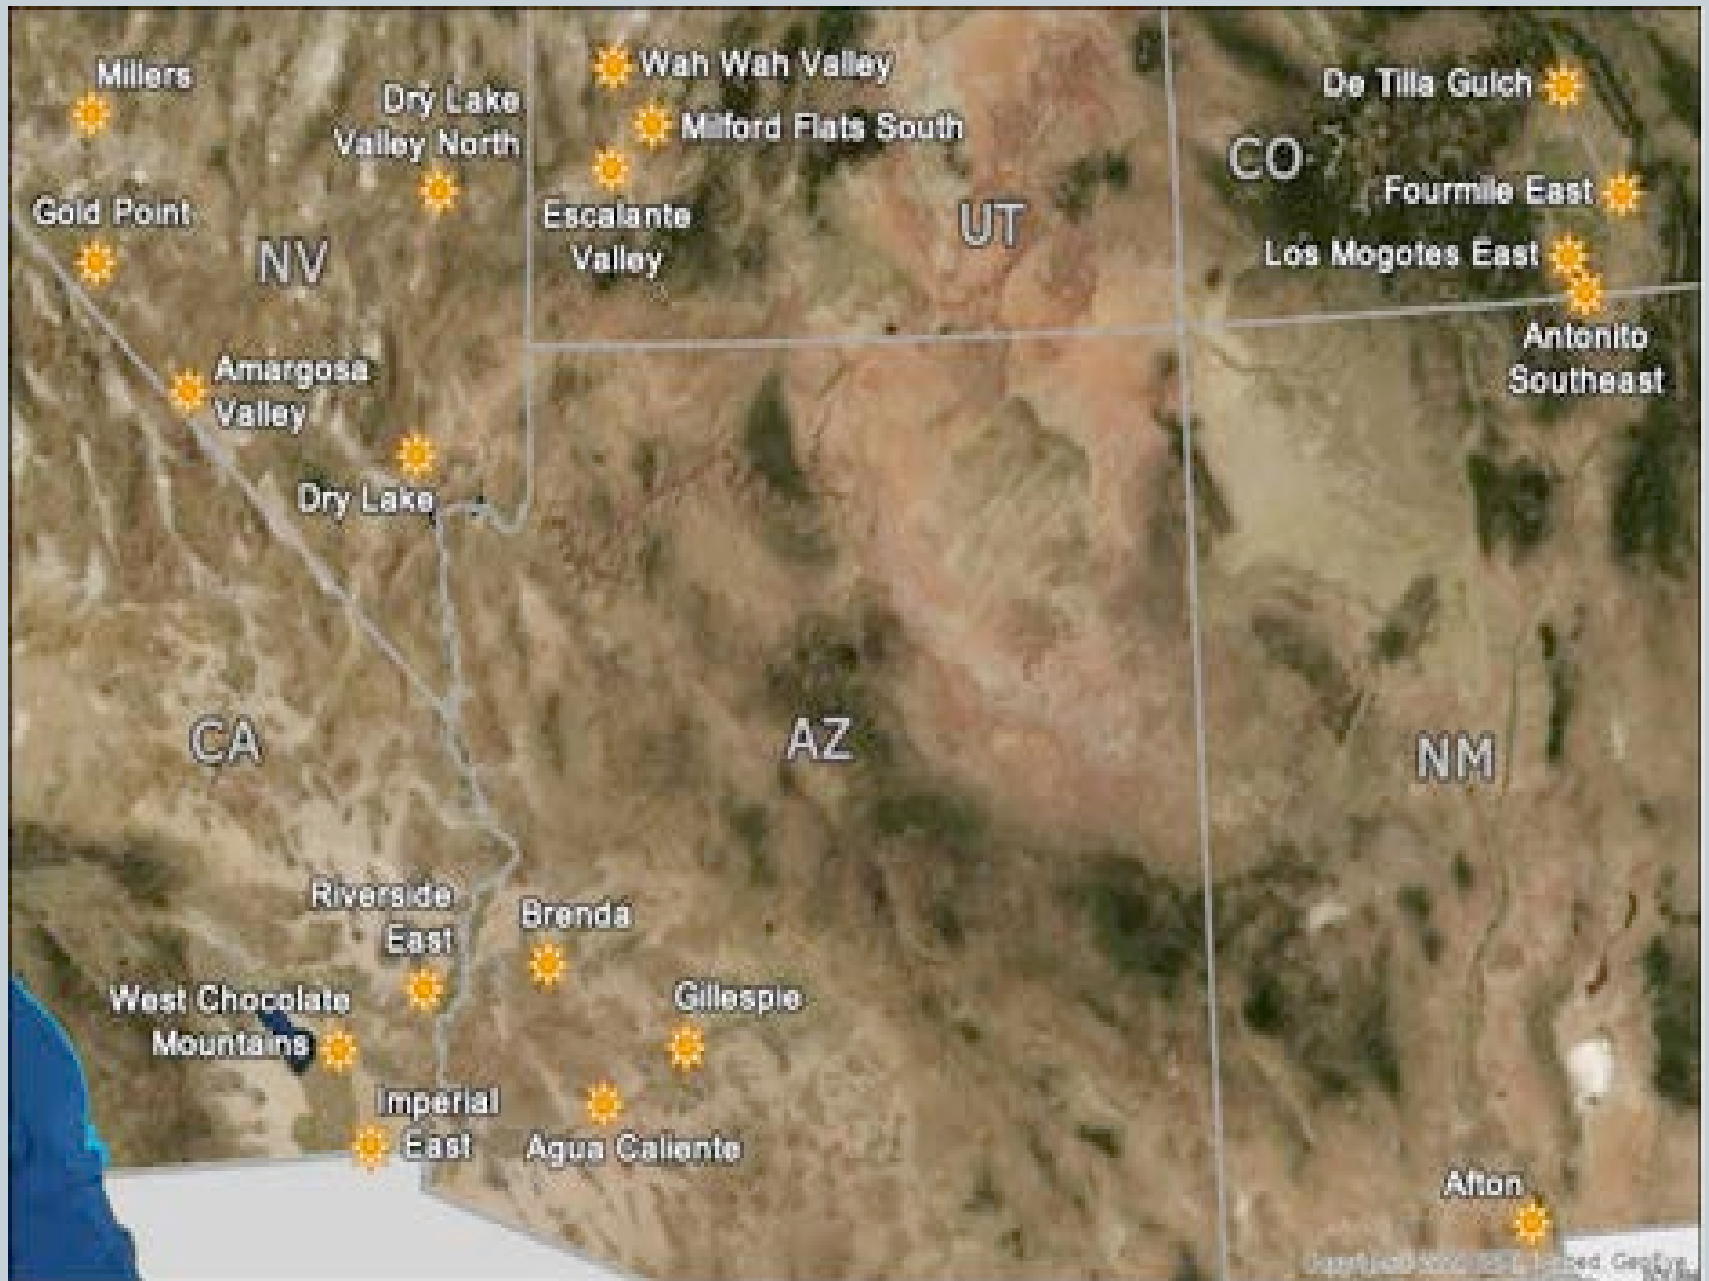 Millers
Wah Wah Valley
De Tilla Gulch
Dry Lake
Valley North
Milford Flats South
CO
Fourmile East
Gold Point
Escalante
Valley
UT
NV
Los Mogotes East
Antonito
Southeast
Amargosa
Valley
Dry Lake
CA
AZ
NM
Riverside
East
Brenda
West Chocolate
Mountains
Gillespie
Imperial
East
Agua Caliente
Afton